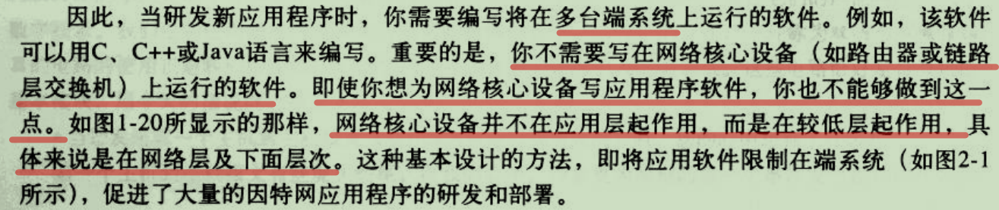 因此，当研发新应用程序时，你需要编写将在多台端系统上运行的软件。例如，该软件
可以用C、C++或Java语言来编写。重要的是，你不需要写在网络核心设备（如路由器或链路
层交换机）上运行的软件。即使你想为网络核心设备写应用程序软件，你也不能够做到这一
点。如图1-20所显示的那样，网络核心设备并不在应用层起作用，而是在较低层起作用，具
体来说是在网络层及下面层次。这种基本设计的方法，即将应用软件限制在端系统（如图2-1
所示），促进了大量的因特网应用程序的研发和部署。